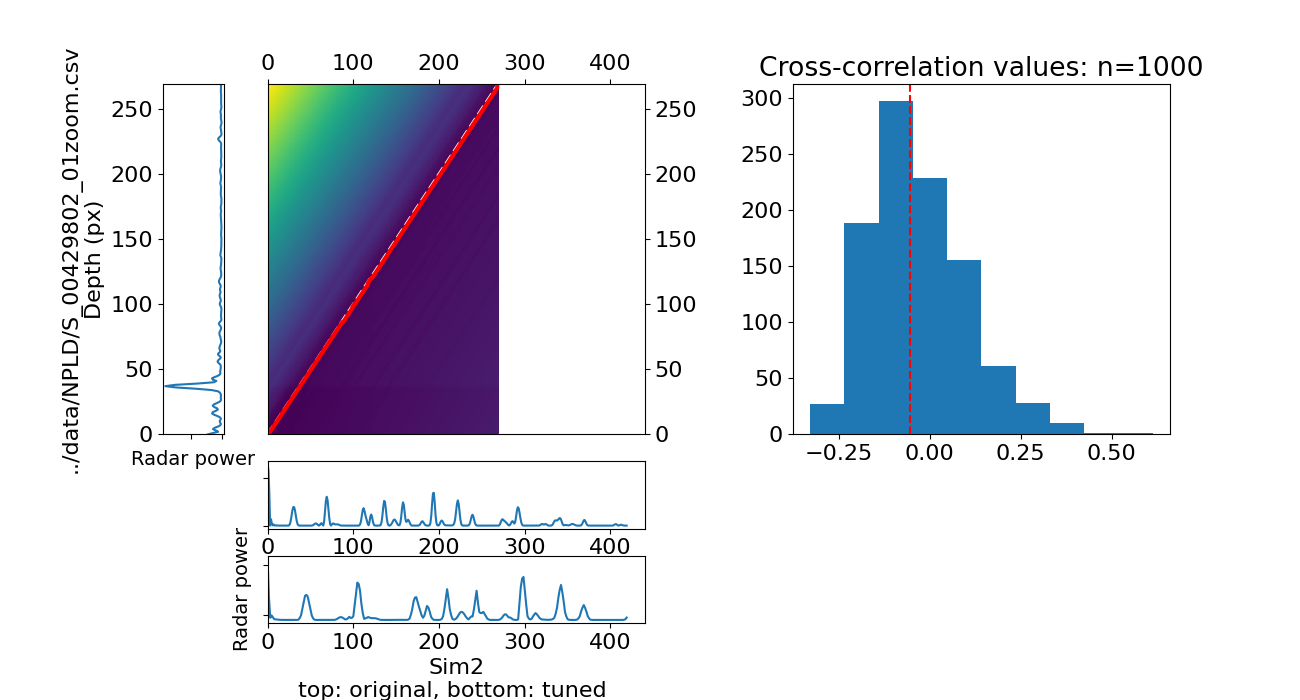 0 100 200 300 400
Cross-correlation values: n=1000
../data/NPLD/S_00429802_01zoom.csv
Depth (px)
250
200
150
100
50
0
250
200
150
100
50
0
300
250
200
150
100
50
0
−0.25 0.00 0.25 0.50
Radar power
0 100 200 300 400
Radar power
0 100 200 300 400
Sim2
top: original, bottom: tuned